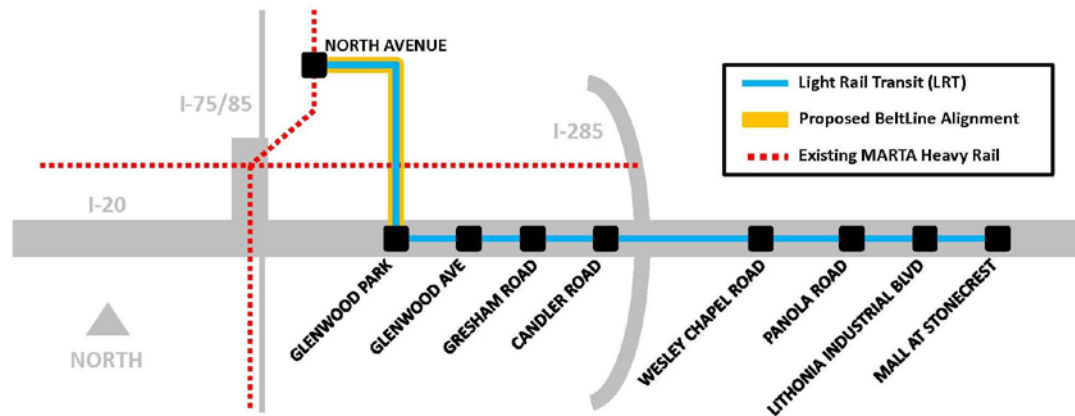 NORTH AVENUE
I-75/85
I-285
I-20
Light Rail Transit (LRT)
Proposed BeltLine Alignment
Existing MARTA Heavy Rail
GLENWOOD PARK
GLENWOOD AVE
GRESHAM ROAD
CANDLER ROAD
WESLEY CHAPEL ROAD
PANOLA ROAD
LITHONIA INDUSTRIAL BLVD
MALL AT STONECREST
NORTH